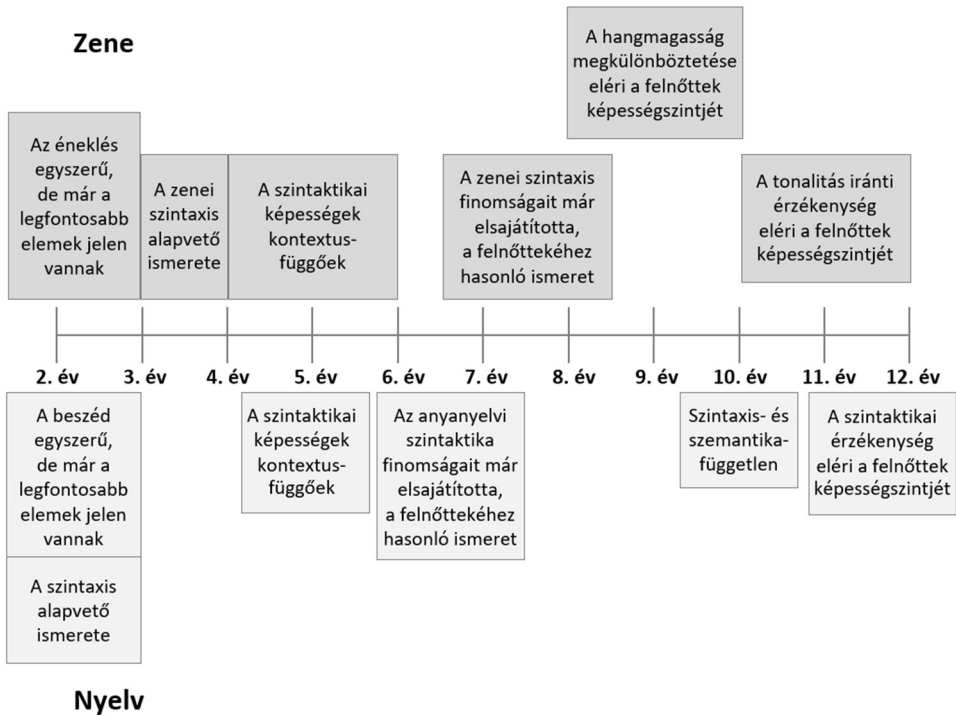 Zene
A hangmagasság
megkülönböztetése
eléri a felnőttek
képességszintjét
Az éneklés
egyszerű,
de már a
legfontosabb
elemek jelen
vannak
A zenei
szintaxis
alapvető
ismerete
A szintaktikai
képességek
kontextus-
függőek
A zenei szintaxis
finomságait már
elsajátította,
a felnőttekéhez
hasonló ismeret
A tonalitás iránti
érzékenység
eléri a felnőttek
képességszintjét
2. év 3. év 4. év 5. év 6. év 7. év 8. év 9. év 10. év 11. év 12. év
A beszéd
egyszerű,
de már a
legfontosabb
elemek jelen
vannak
A szintaxis
alapvető
ismerete
A szintaktikai
képességek
kontextus-
függőek
Az anyanyelvi
szintaktika
finomságait már
elsajátította,
a felnőttekéhez
hasonló ismeret
Szintaxis- és
szemantika-
független
A szintaktikai
érzékenység
eléri a felnőttek
képességszintjét
Nyelv